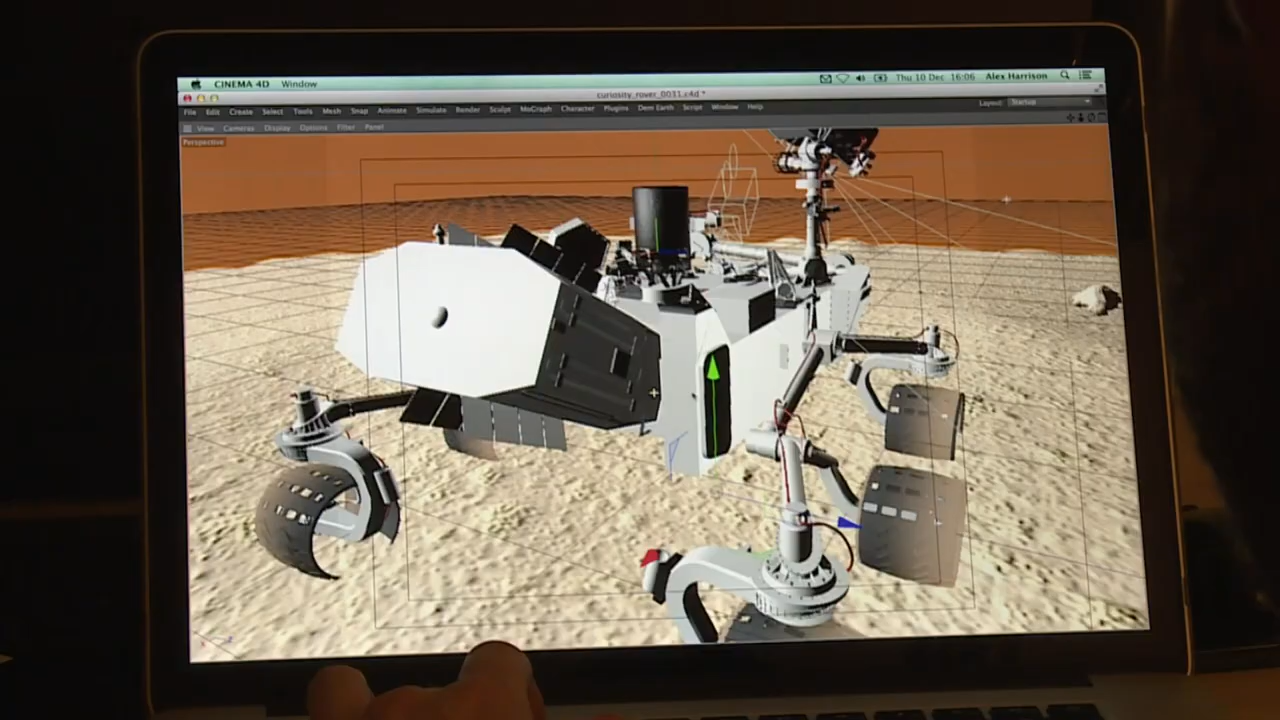 CINEMA 4D Window Thu 10 Dec 16:06 Alex Harrison
curiosity_rover_0031.c4d *
File Edit Create Select Tools Mesh Snap Animate Simulate Render Sculpt MoGraph Character Plugins Dem Earth Script Window Help Layout: Startup
View Cameras Display Options Filter Panel
Perspective